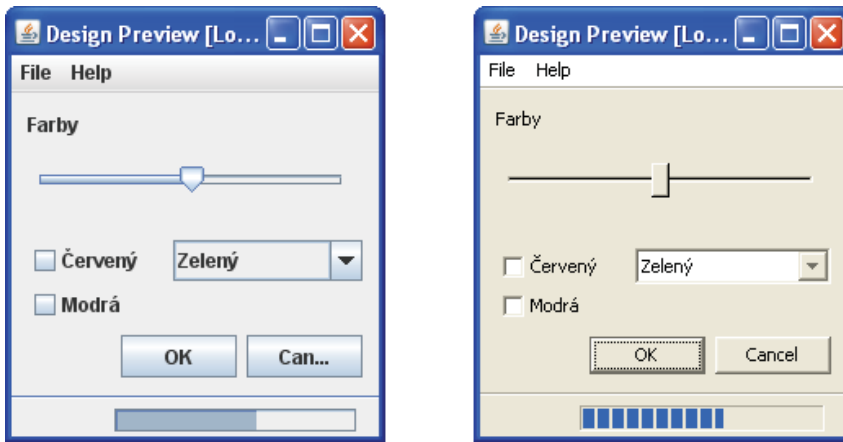 Design Preview [Lo...
File Help
Farby
Červený Zelený
Modrá
OK Can...
Design Preview [Lo...
File Help
Farby
Červený Zelený
Modrá
OK Cancel